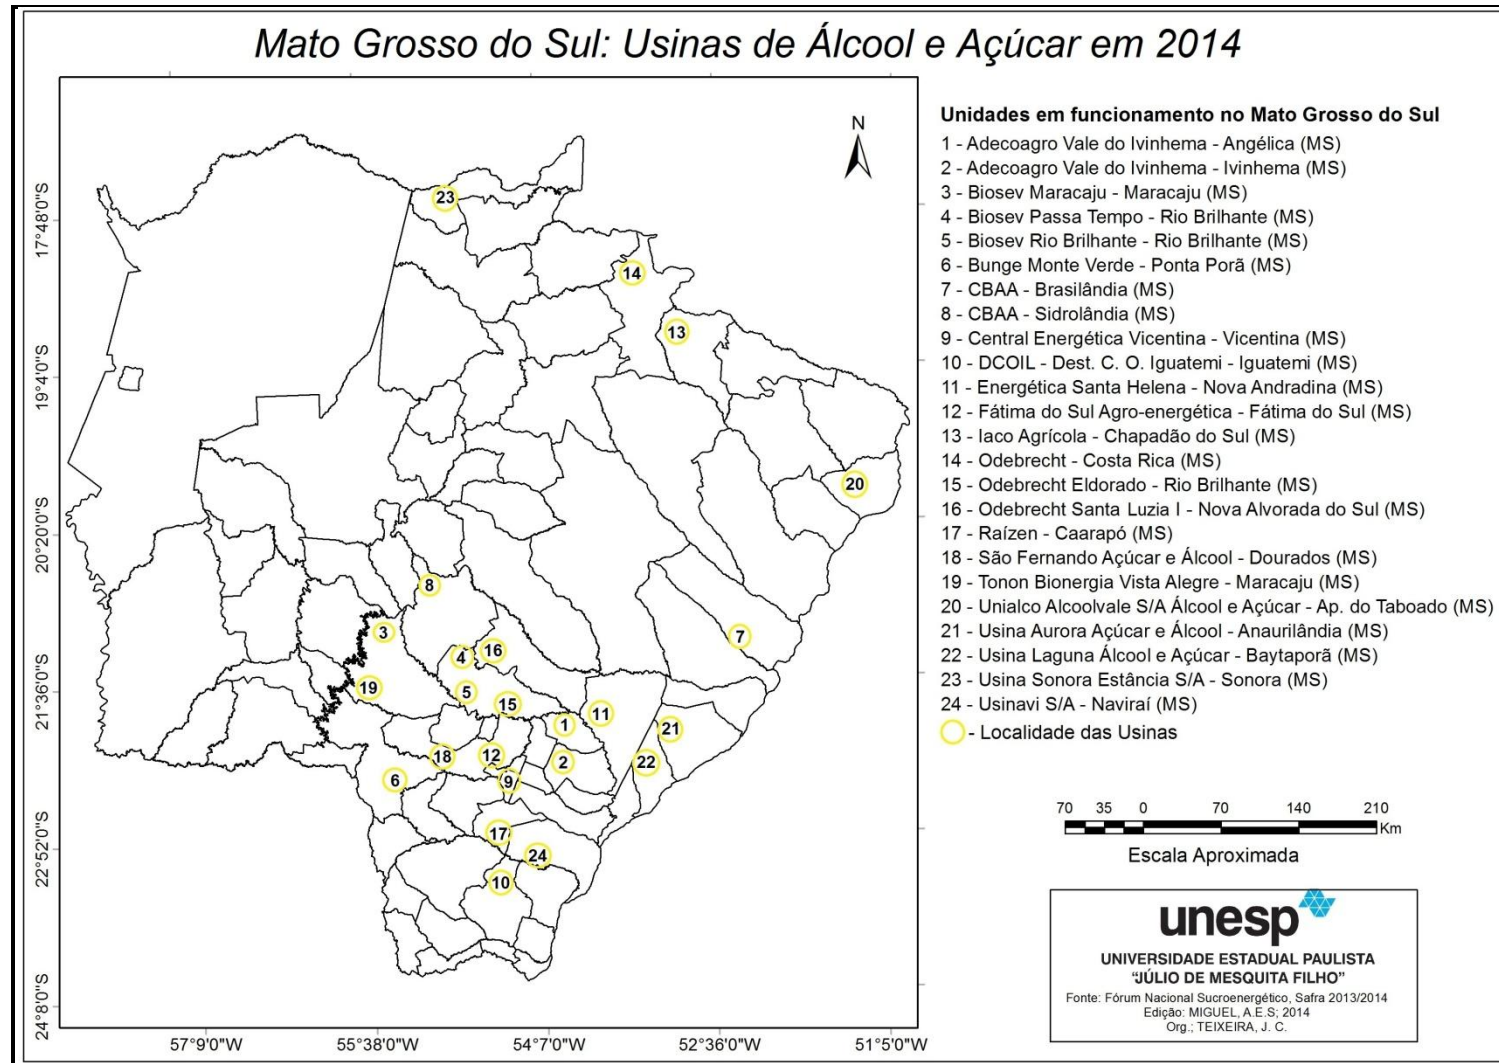 Mato Grosso do Sul: Usinas de Álcool e Açúcar em 2014
N
17°48'0"S
19°4'0"S
20°20'0"S
21°36'0"S
22°52'0"S
24°8'0"S
57°9'0"W
55°38'0"W
54°7'0"W
52°36'0"W
51°5'0"W
23
14
13
20
8
3
16
4
7
19
5
15
11
1
21
18
12
2
22
6
9
17
24
10
Unidades em funcionamento no Mato Grosso do Sul
1 - Adecoagro Vale do Ivinhema - Angélica (MS)
2 - Adecoagro Vale do Ivinhema - Ivinhema (MS)
3 - Biosev Maracaju - Maracaju (MS)
4 - Biosev Passa Tempo - Rio Brilhante (MS)
5 - Biosev Rio Brilhante - Rio Brilhante (MS)
6 - Bunge Monte Verde - Ponta Porã (MS)
7 - CBAA - Brasilândia (MS)
8 - CBAA - Sidrolândia (MS)
9 - Central Energética Vicentina - Vicentina (MS)
10 - DCOIL - Dest. C. O. Iguatemi - Iguatemi (MS)
11 - Energética Santa Helena - Nova Andradina (MS)
12 - Fátima do Sul Agro-energética - Fátima do Sul (MS)
13 - Iaco Agrícola - Chapadão do Sul (MS)
14 - Odebrecht - Costa Rica (MS)
15 - Odebrecht Eldorado - Rio Brilhante (MS)
16 - Odebrecht Santa Luzia I - Nova Alvorada do Sul (MS)
17 - Raízen - Caarapó (MS)
18 - São Fernando Açúcar e Álcool - Dourados (MS)
19 - Tonon Bionergia Vista Alegre - Maracaju (MS)
20 - Unialco Alcoolvale S/A Álcool e Açúcar - Ap. do Taboado (MS)
21 - Usina Aurora Açúcar e Álcool - Anaurilândia (MS)
22 - Usina Laguna Álcool e Açúcar - Baytaporã (MS)
23 - Usina Sonora Estância S/A - Sonora (MS)
24 - Usinavi S/A - Naviraí (MS)
- Localidade das Usinas
70 35 0 70 140 210
Km
Escala Aproximada
unesp
UNIVERSIDADE ESTADUAL PAULISTA
"JÚLIO DE MESQUITA FILHO"
Fonte: Fórum Nacional Sucroenergético, Safra 2013/2014
Edição: MIGUEL, A.E.S; 2014
Org.; TEIXEIRA, J. C.